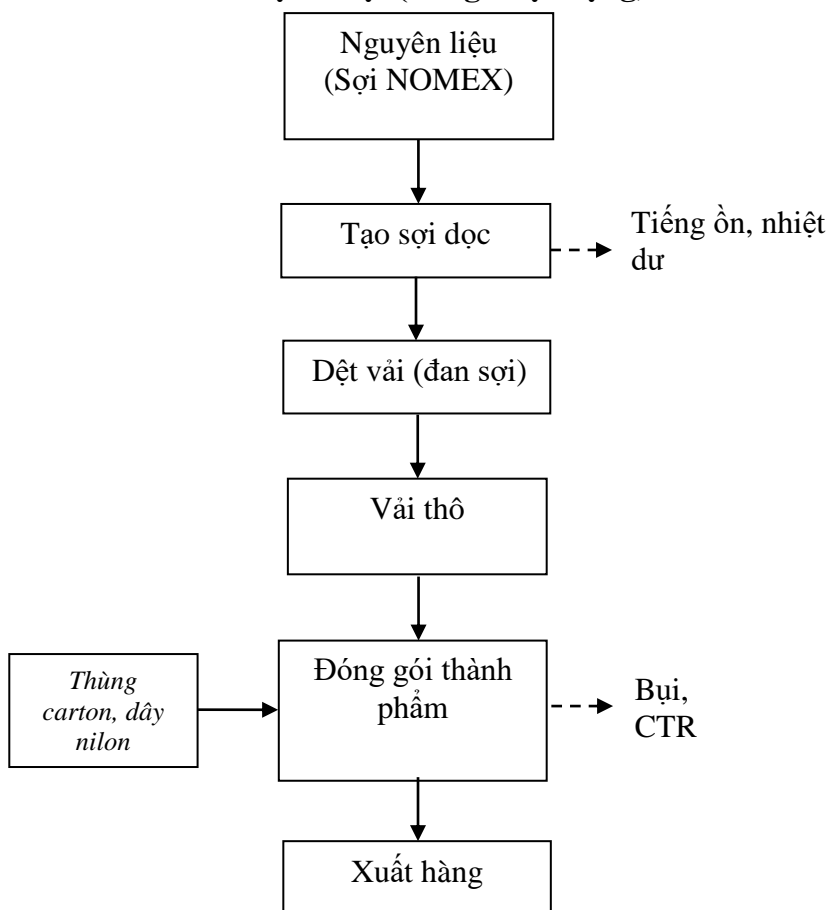 Nguyên liệu
(Sợi NOMEX)
Tạo sợi dọc
Tiếng ồn, nhiệt
dư
Dệt vải (đan sợi)
Vải thô
Đóng gói thành
phẩm
Thùng
carton, dây
nilon
Bụi,
CTR
Xuất hàng